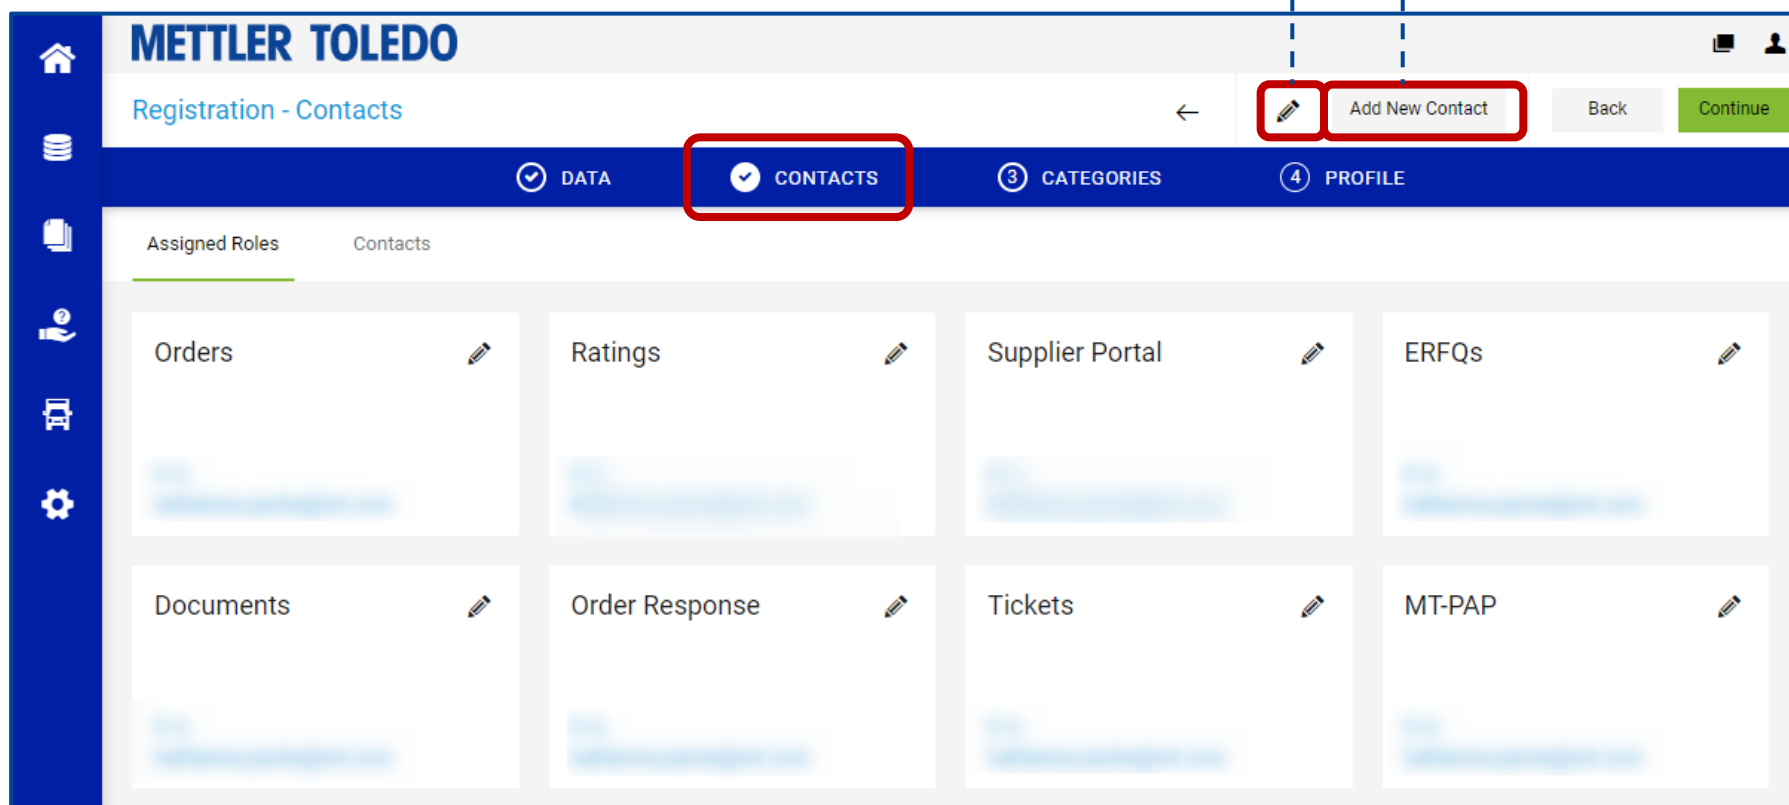 METTLER TOLEDO
Registration - Contacts
Add New Contact
Back
Continue
DATA
CONTACTS
3 CATEGORIES
4 PROFILE
Assigned Roles
Contacts
?
Orders
Ratings
Supplier Portal
ERFQs
Documents
Order Response
Tickets
MT-PAP